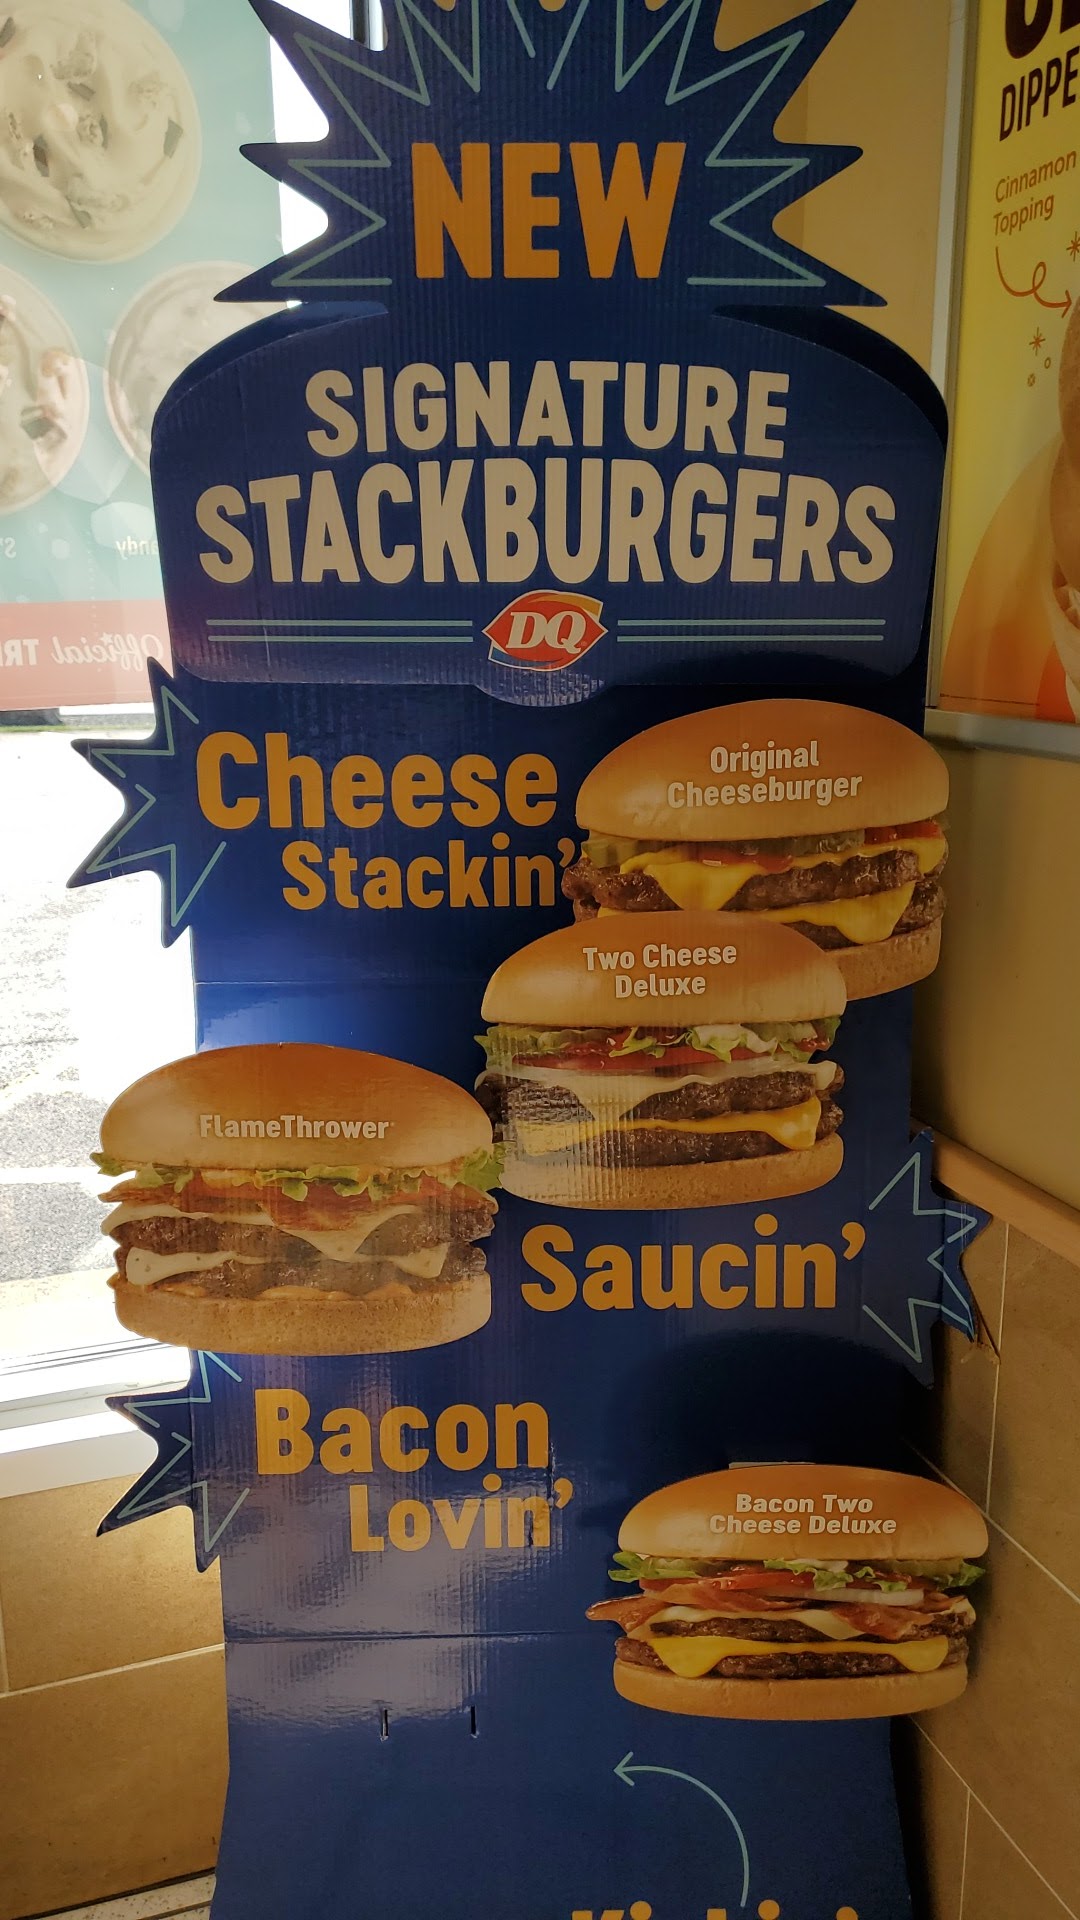 NEW
SIGNATURE
STACKBURGERS
DQ
Cheese
Stackin'
Original
Cheeseburger
Two Cheese
Deluxe
FlameThrower
Saucin'
Bacon
Lovin'
Bacon Two
Cheese Deluxe
DIPPE
Cinnamon
Topping
Official